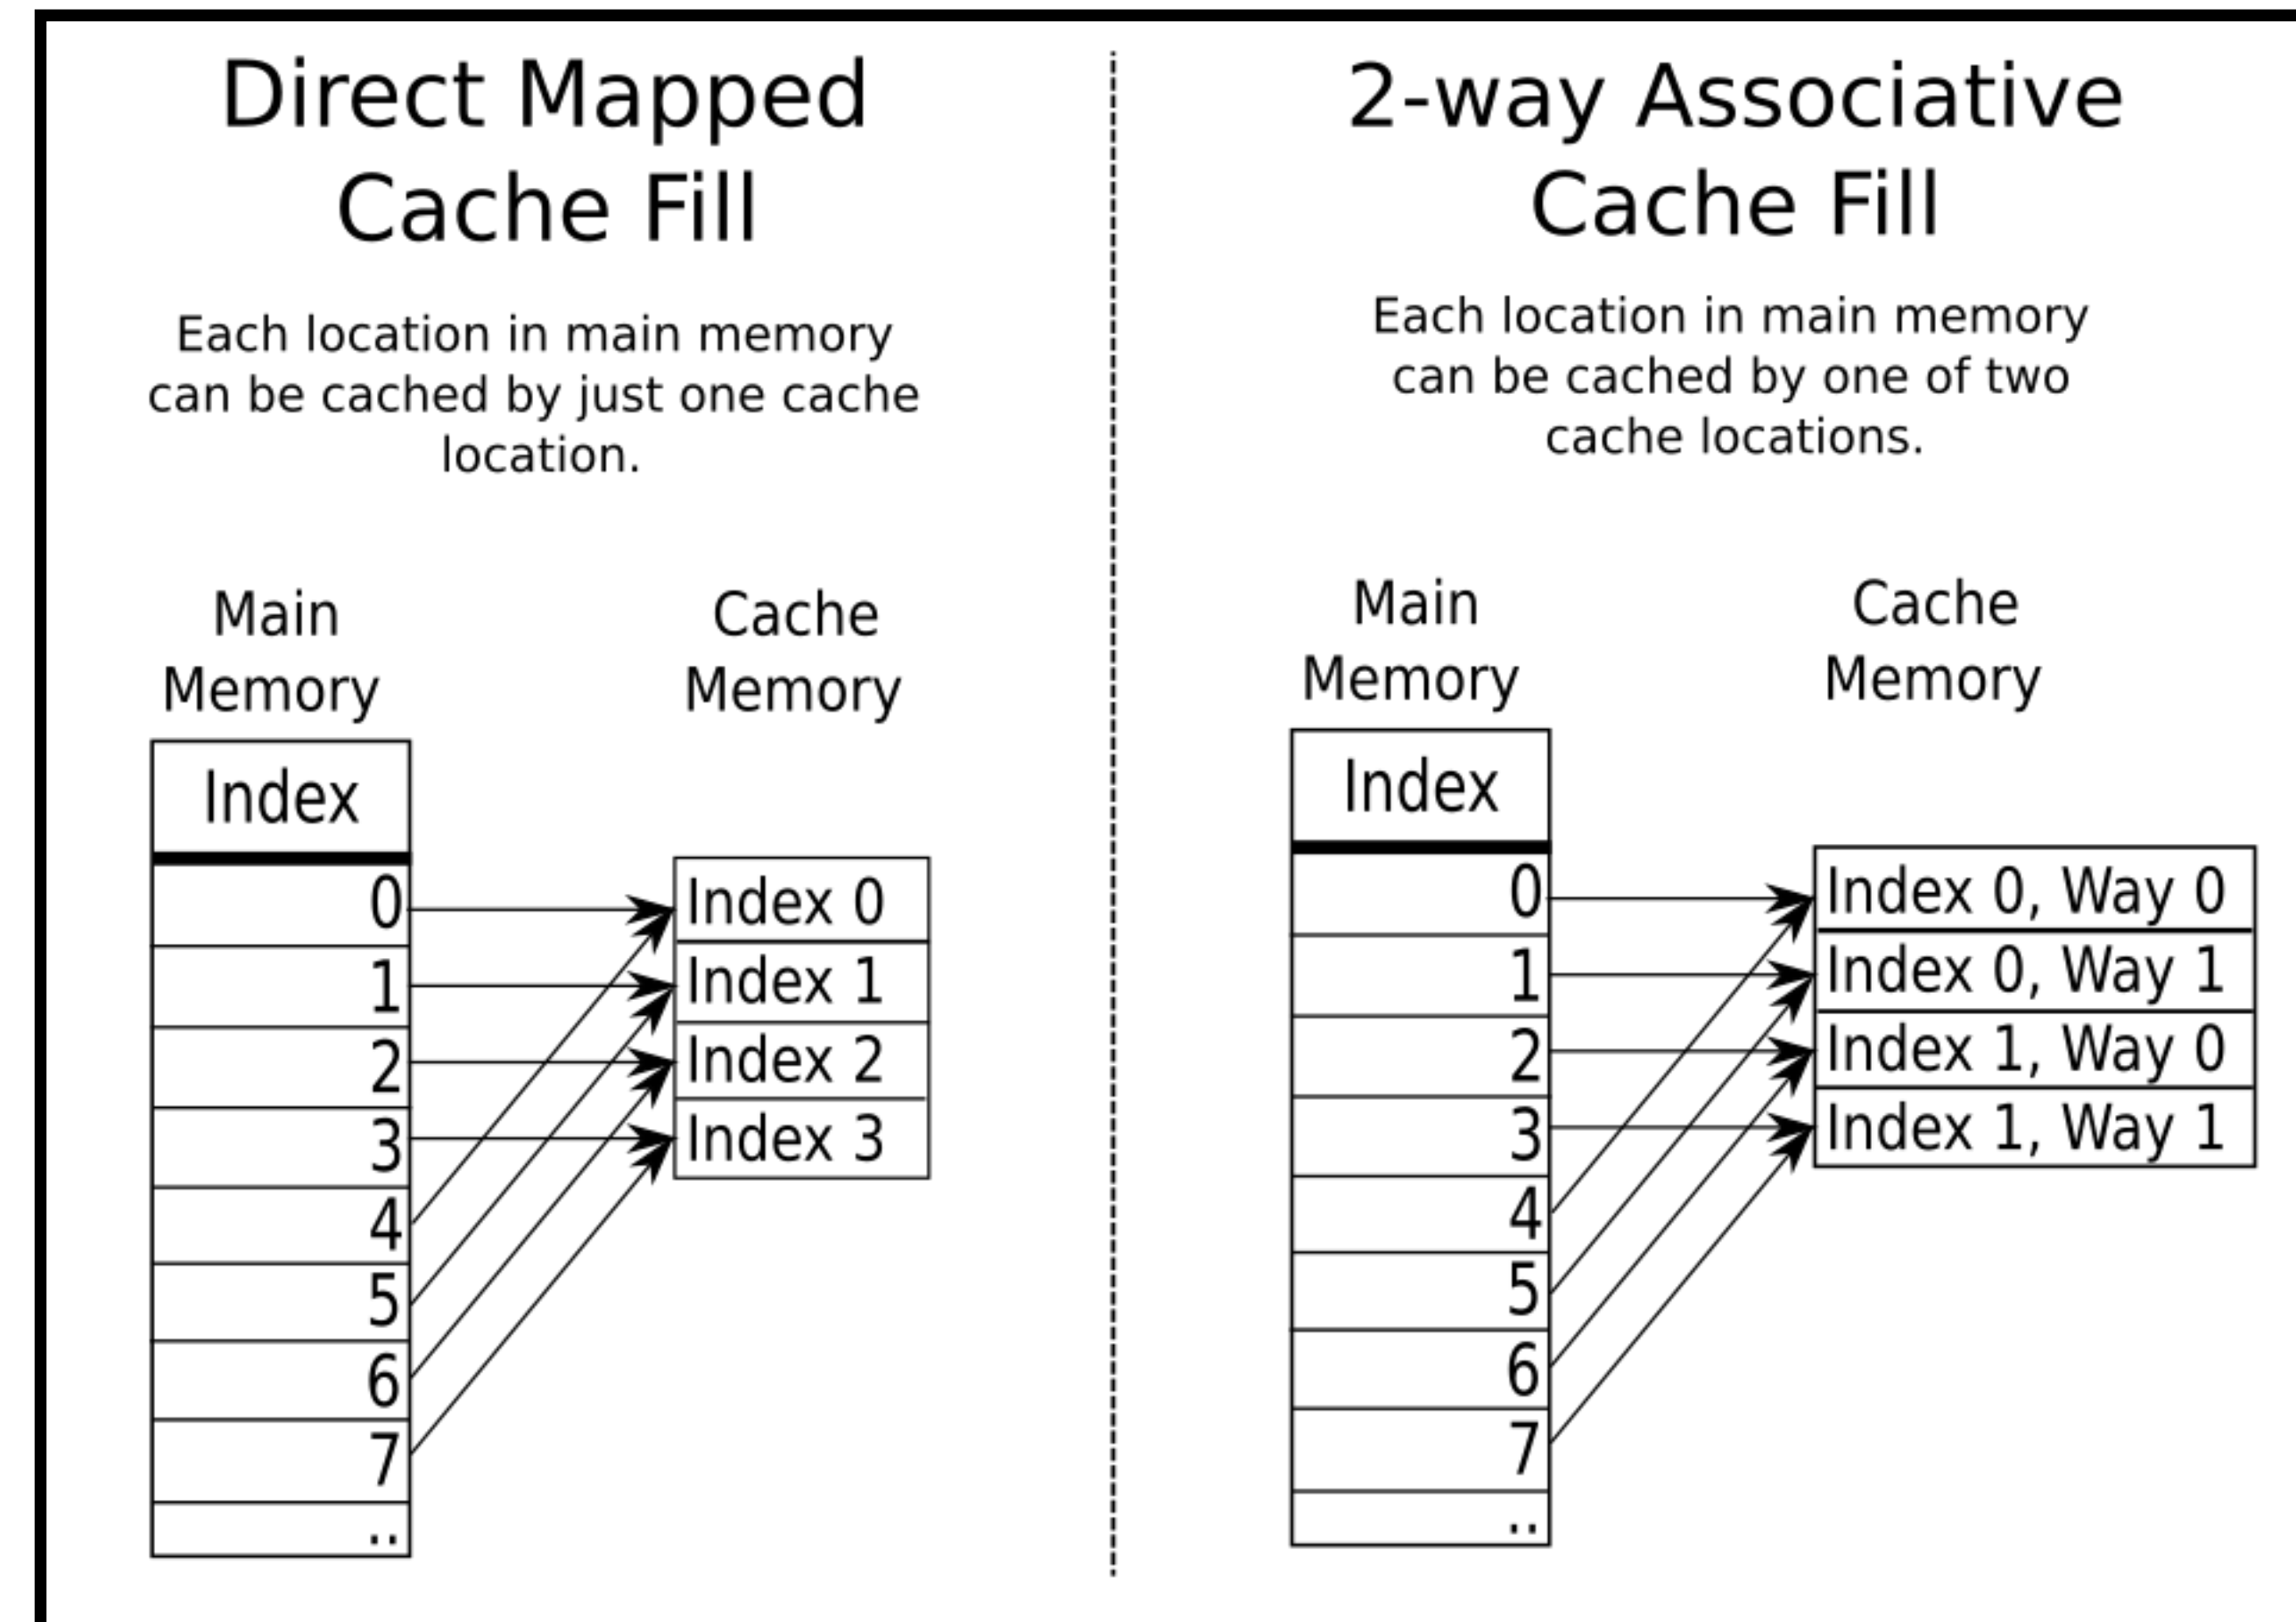 Direct Mapped
Cache Fill
Each location in main memory
can be cached by just one cache
location.
Main
Memory
Cache
Memory
Index
0
1
2
3
4
5
6
7
..
Index 0
Index 1
Index 2
Index 3
2-way Associative
Cache Fill
Each location in main memory
can be cached by one of two
cache locations.
Main
Memory
Cache
Memory
Index
0
1
2
3
4
5
6
7
..
Index 0, Way 0
Index 0, Way 1
Index 1, Way 0
Index 1, Way 1